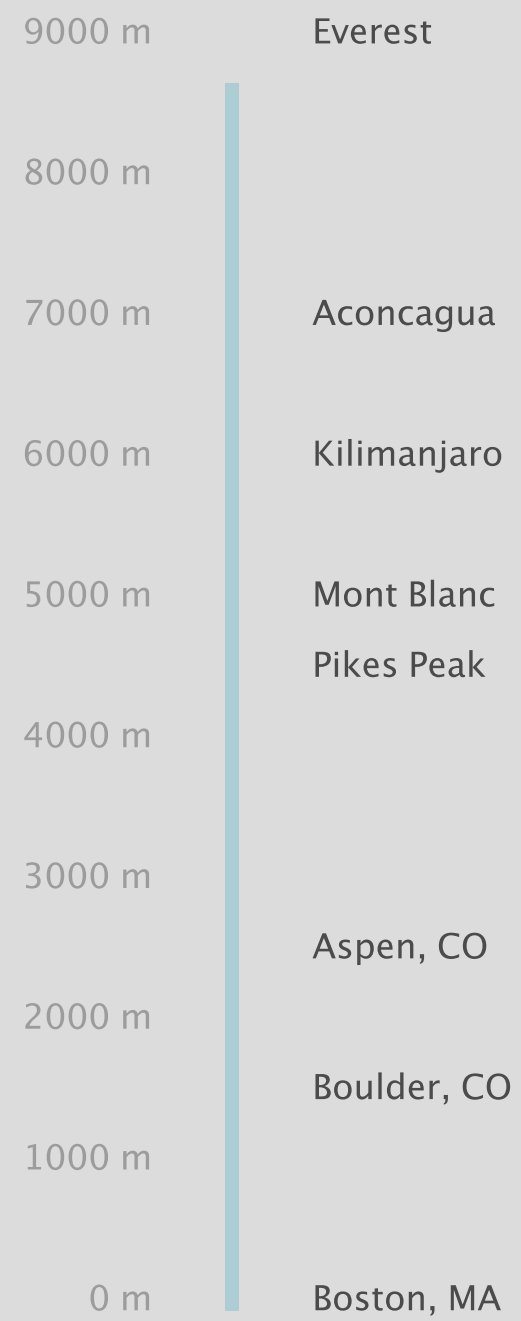 9000 m Everest
8000 m
7000 m Aconcagua
6000 m Kilimanjaro
5000 m Mont Blanc
Pikes Peak
4000 m
3000 m
Aspen, CO
2000 m
Boulder, CO
1000 m
0 m Boston, MA